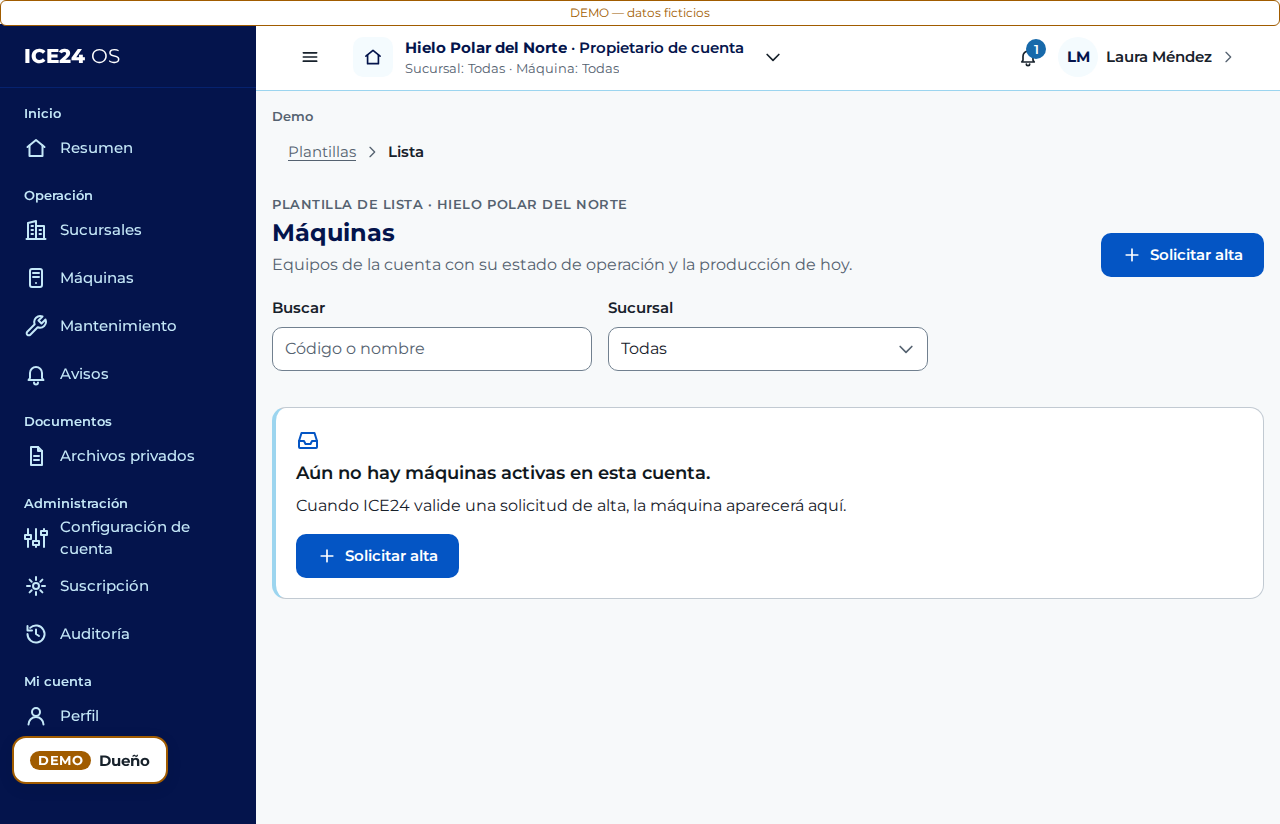 DEMO — datos ficticios
ICE24 OS
Inicio
Resumen
Operación
Sucursales
Máquinas
Mantenimiento
Avisos
Documentos
Archivos privados
Administración
Configuración de
cuenta
Suscripción
Auditoría
Mi cuenta
Perfil
DEMO Dueño
Hielo Polar del Norte · Propietario de cuenta
Sucursal: Todas · Máquina: Todas
1
LM Laura Méndez
Demo
Plantillas > Lista
PLANTILLA DE LISTA · HIELO POLAR DEL NORTE
Máquinas
Equipos de la cuenta con su estado de operación y la producción de hoy.
+ Solicitar alta
Buscar
Código o nombre
Sucursal
Todas
Aún no hay máquinas activas en esta cuenta.
Cuando ICE24 valide una solicitud de alta, la máquina aparecerá aquí.
+ Solicitar alta